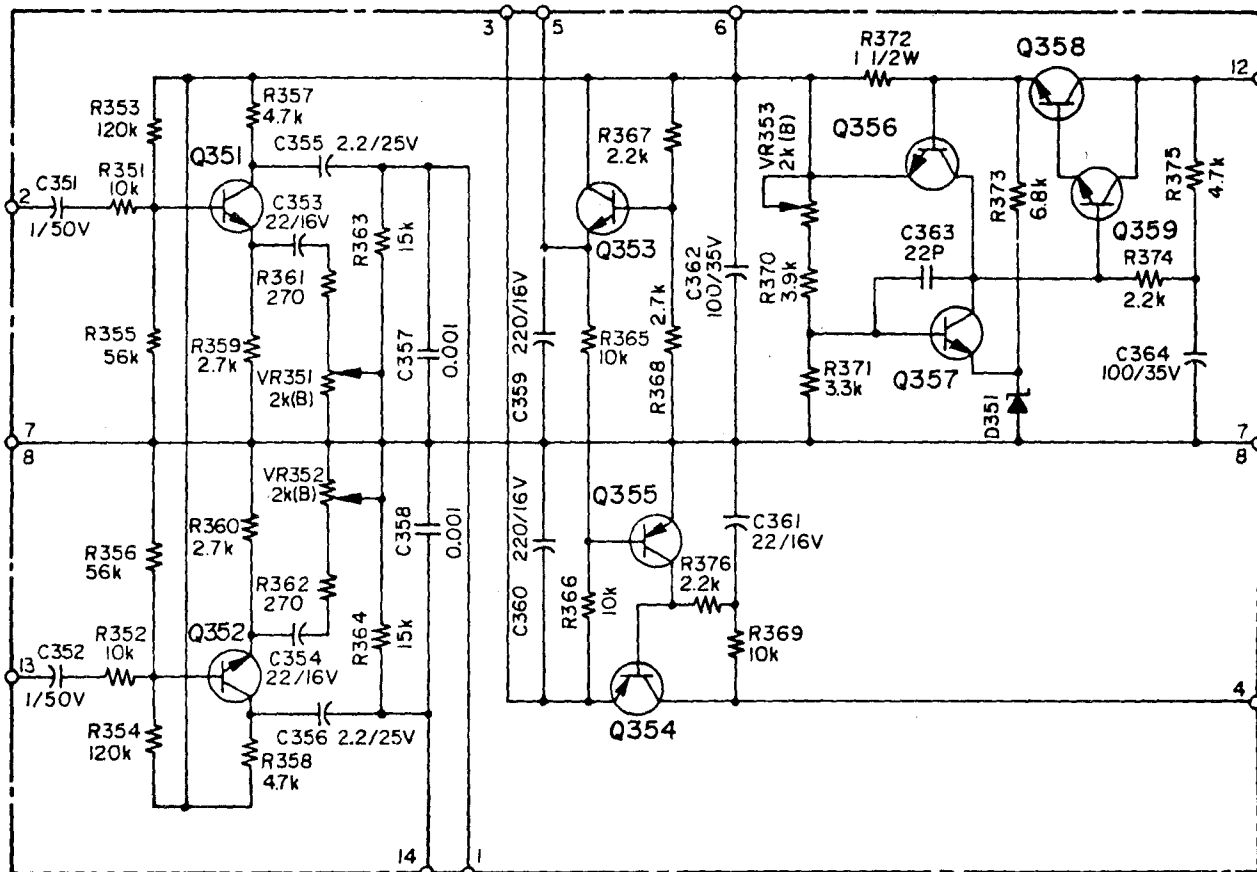 3
5
6
12
R372
1 1/2W
Q358
R357
4.7k
R353
120k
C355 2.2/25V
R367
2.2k
VR353
2k(B)
Q356
Q351
R351
10k
C351
2
1/50V
C353
22/16V
R363
15k
Q353
R373
6.8k
R375
4.7k
Q359
C363
22P
R374
2.2k
R361
270
C362
100/35V
R370
3.9k
R355
56k
R359
2.7k
VR351
2k(B)
C357
0.001
C359
220/16V
R365
10k
2.7k
R368
Q357
R371
3.3k
D351
C364
100/35V
7
8
7
8
VR352
2k(B)
R360
2.7k
C358
0.001
220/16V
C360
Q355
C361
22/16V
R356
56k
R362
270
R376
2.2k
R366
10k
R364
15k
R352
10k
Q352
C352
13
1/50V
C354
22/16V
R369
10k
4
Q354
R354
120k
C356 2.2/25V
R358
4.7k
14
1